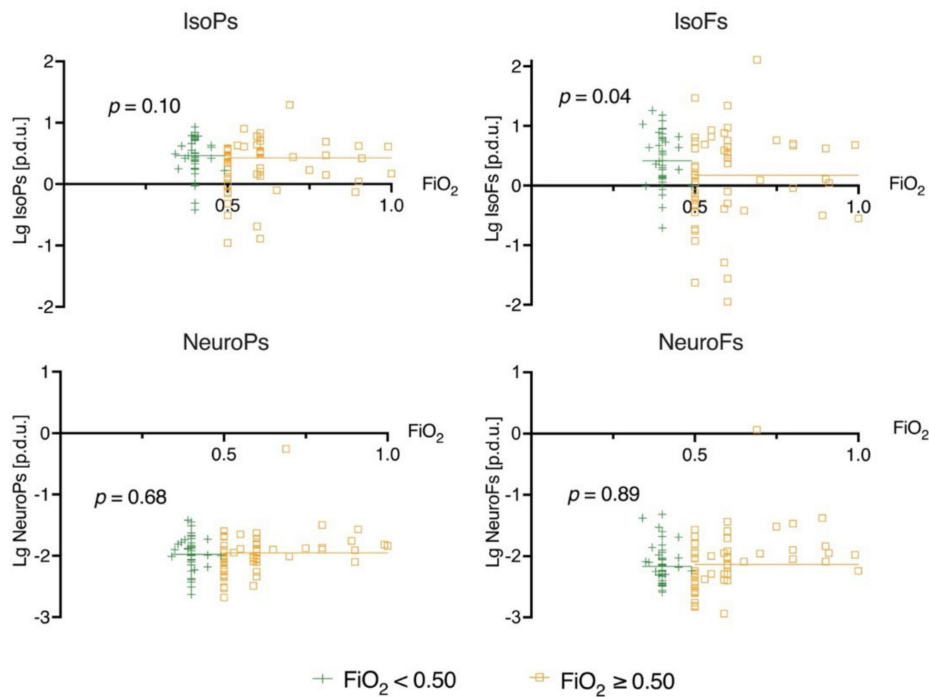 IsoPs
IsoFs
2
1
0
-1
-2
Lg IsoPs [p.d.u.]
p = 0.10
0.5
1.0
FiO2
2
1
0
-1
-2
Lg IsoFs [p.d.u.]
p = 0.04
0.5
1.0
FiO2
NeuroPs
NeuroFs
1
0
-1
-2
-3
Lg NeuroPs [p.d.u.]
p = 0.68
0.5
1.0
FiO2
1
0
-1
-2
-3
Lg NeuroFs [p.d.u.]
p = 0.89
0.5
1.0
FiO2
FiO2 < 0.50
FiO2 ≥ 0.50